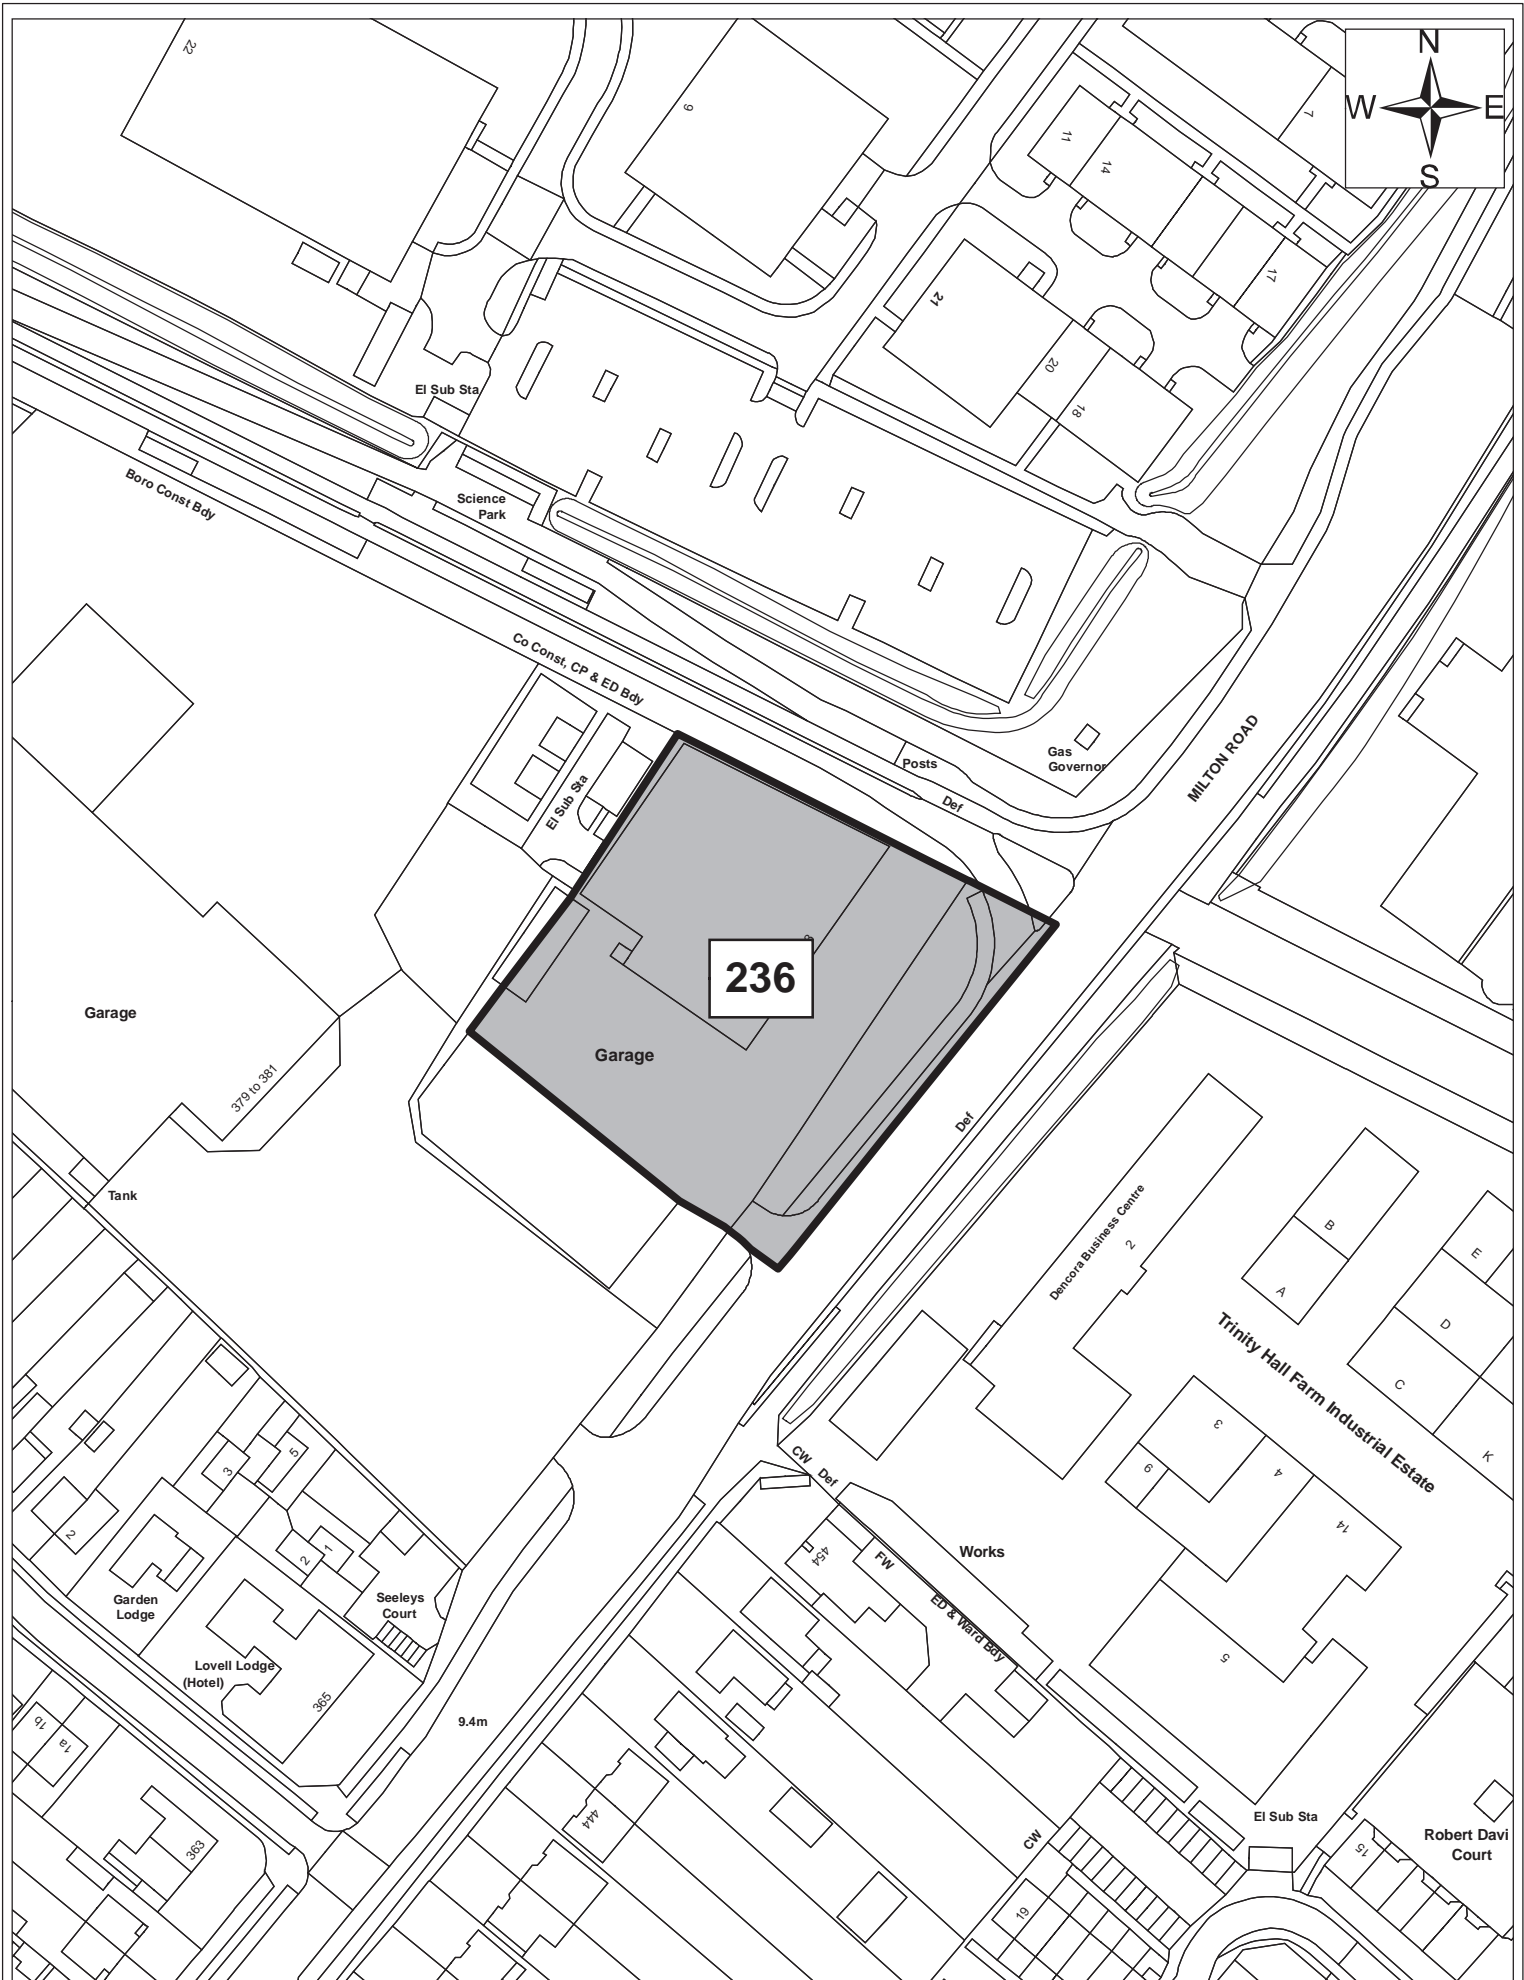 N
W E
S
22
9
7
11
14
17
21
20
18
El Sub Sta
Boro Const Bdy
Science
Park
Co Const, CP & ED Bdy
El Sub Sta
Posts
Def
Gas
Governor
MILTON ROAD
236
Garage
Garage
379 to 381
Tank
Def
Dencora Business Centre
2
B
A
E
D
C
K
Trinity Hall Farm Industrial Estate
3
4
9
14
5
CW
Def
Works
454
FW
ED & Ward Bdy
5
3
2
1
2
Garden
Lodge
Seeleys
Court
Lovell Lodge
(Hotel)
365
9.4m
1b
1a
363
444
CW
19
El Sub Sta
15
Robert Davi
Court